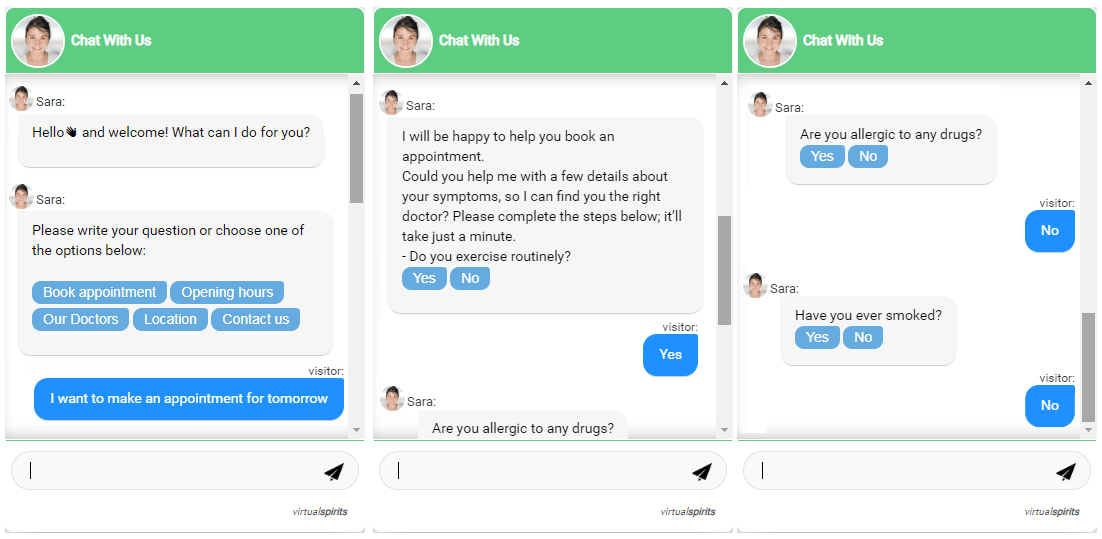 Chat With Us
Sara:
Hello👋 and welcome! What can I do for you?
Sara:
Please write your question or choose one of
the options below:
Book appointment Opening hours
Our Doctors Location Contact us
visitor:
I want to make an appointment for tomorrow
virtualspirits
Chat With Us
Sara:
I will be happy to help you book an
appointment.
Could you help me with a few details about
your symptoms, so I can find you the right
doctor? Please complete the steps below; it’ll
take just a minute.
- Do you exercise routinely?
Yes No
visitor:
Yes
Sara:
Are you allergic to any drugs?
virtualspirits
Chat With Us
Sara:
Are you allergic to any drugs?
Yes No
visitor:
No
Sara:
Have you ever smoked?
Yes No
visitor:
No
virtualspirits